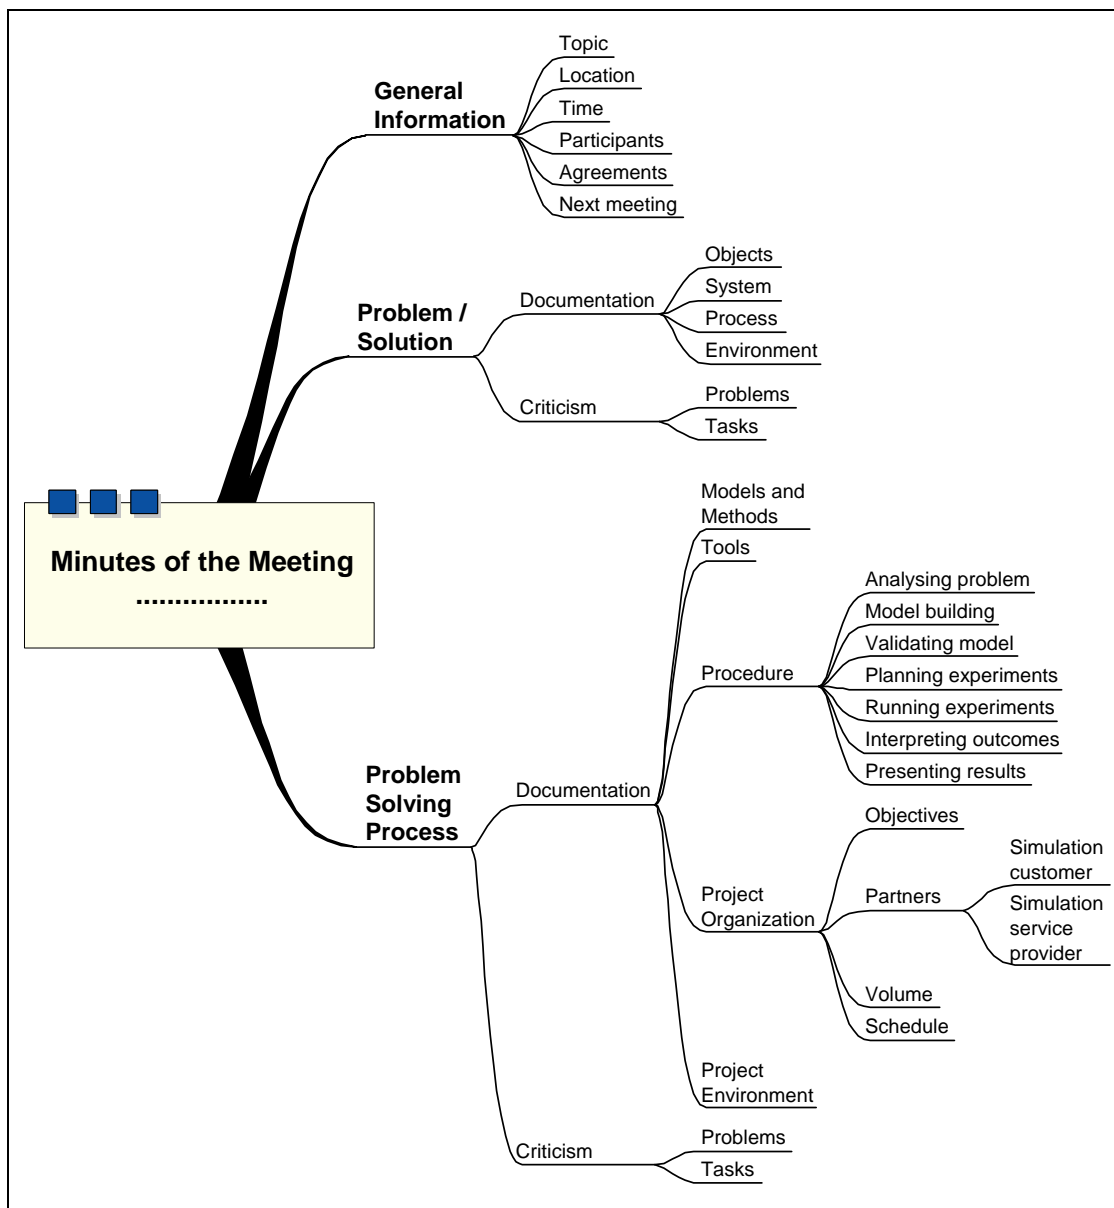 Topic
Location
Time
Participants
Agreements
Next meeting
General
Information
Objects
System
Process
Environment
Documentation
Problem /
Solution
Criticism
Problems
Tasks
Minutes of the Meeting
.................
Models and
Methods
Tools
Analysing problem
Model building
Validating model
Planning experiments
Running experiments
Interpreting outcomes
Presenting results
Procedure
Problem
Solving
Process
Documentation
Objectives
Project
Organization
Partners
Simulation
customer
Simulation
service
provider
Volume
Schedule
Project
Environment
Criticism
Problems
Tasks